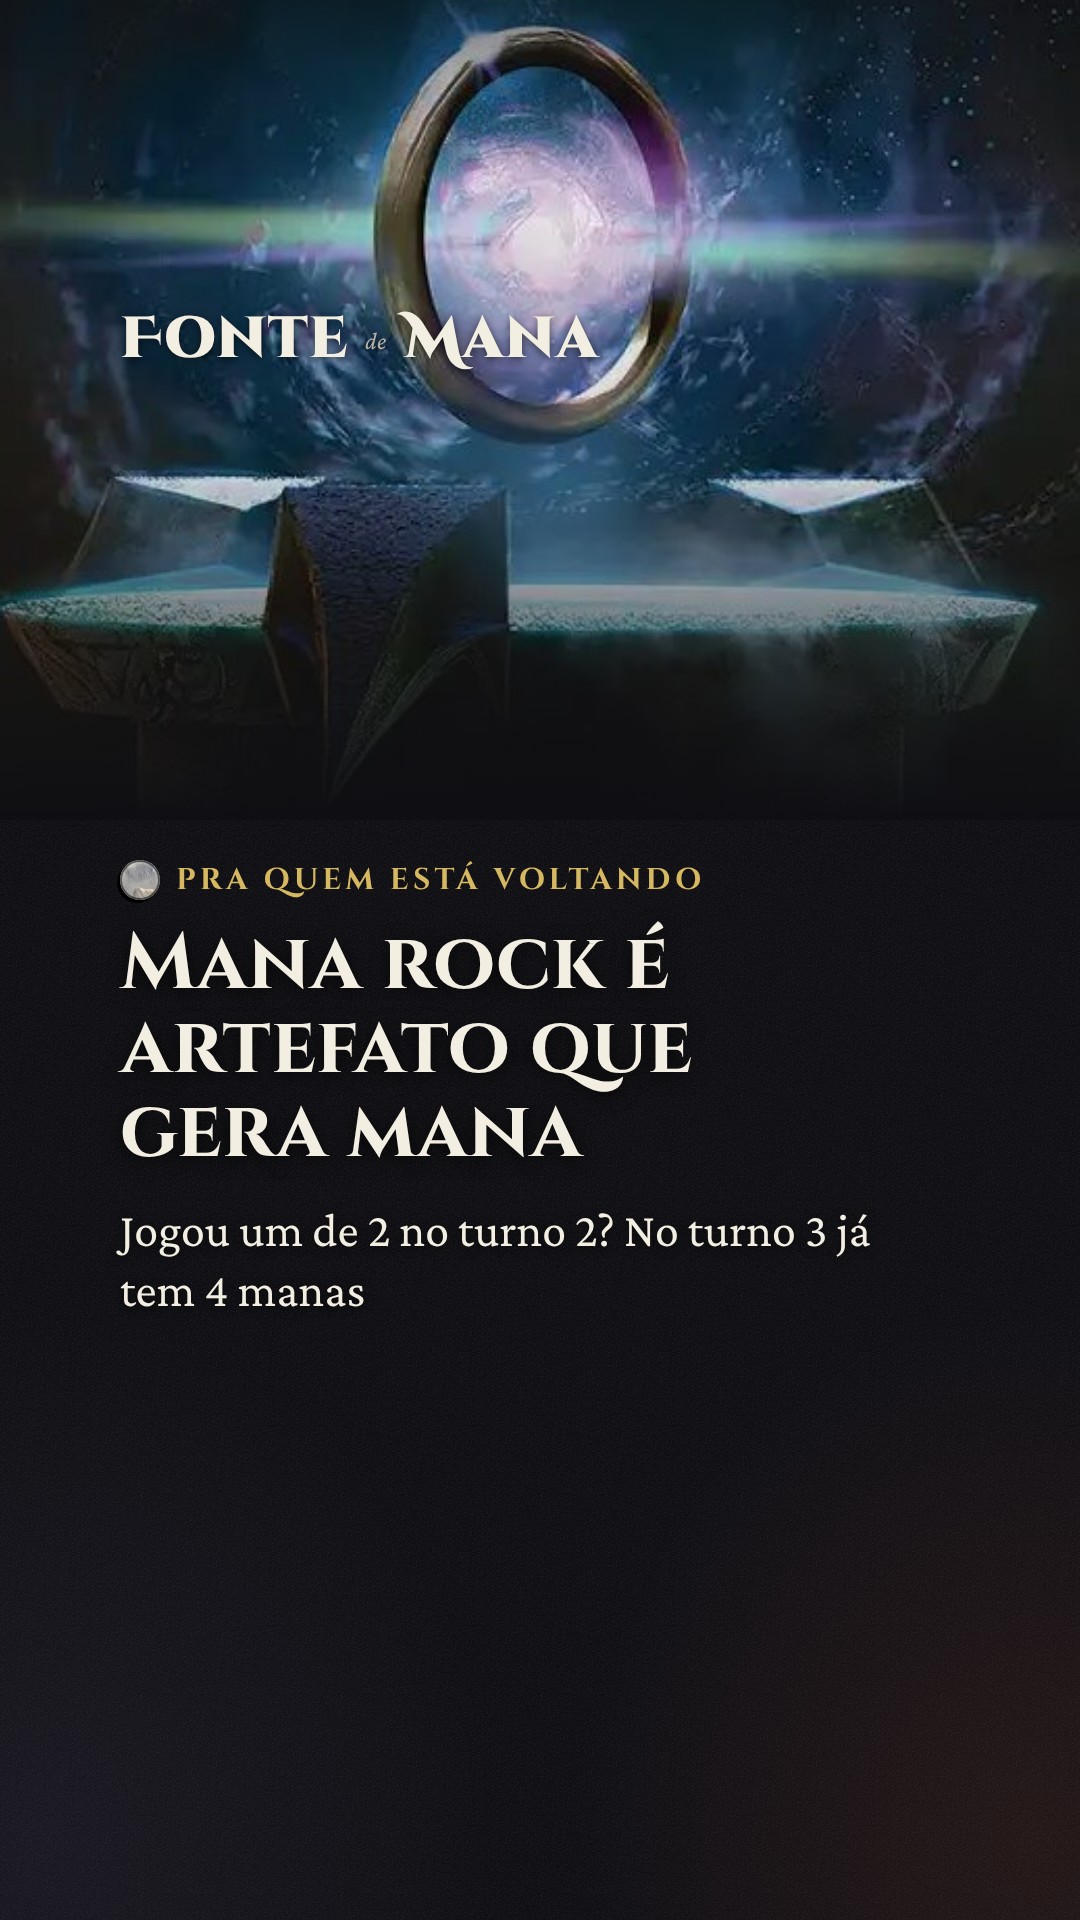 Fonte de Mana
Pra quem está voltando
Mana rock é
artefato que
gera mana
Jogou um de 2 no turno 2? No turno 3 já
tem 4 manas